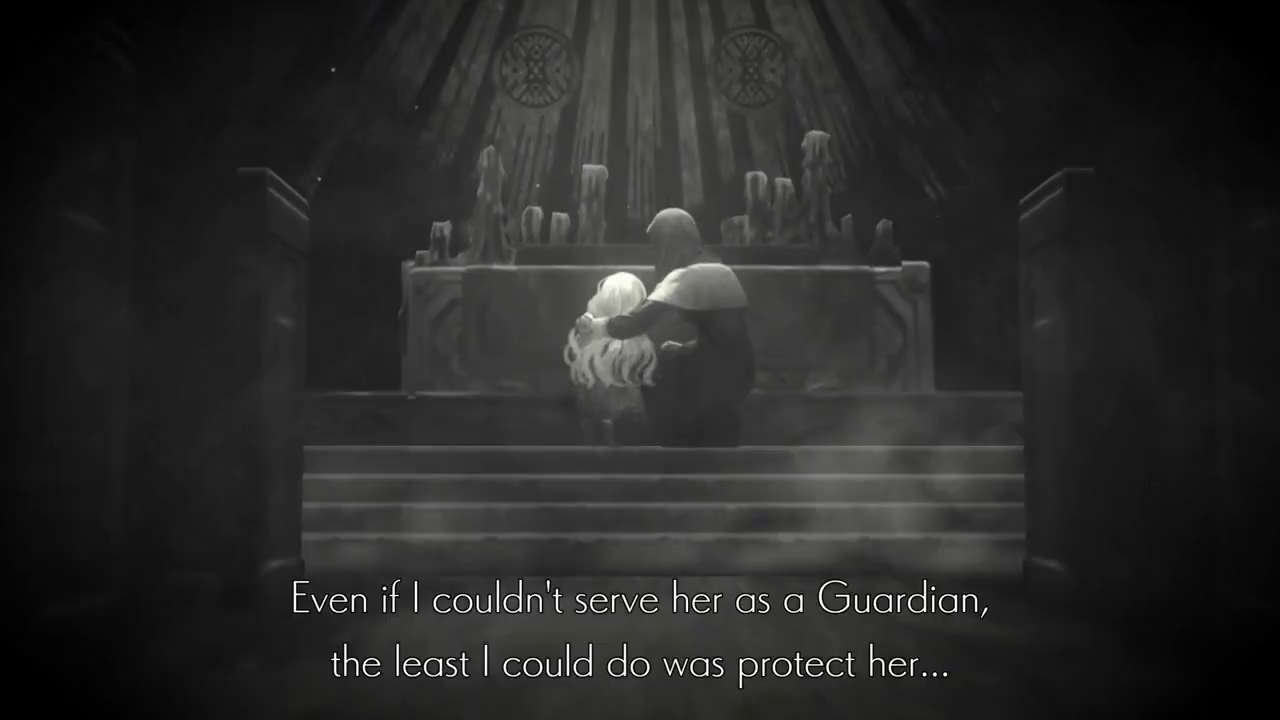 Even if I couldn't serve her as a Guardian,
the least I could do was protect her...